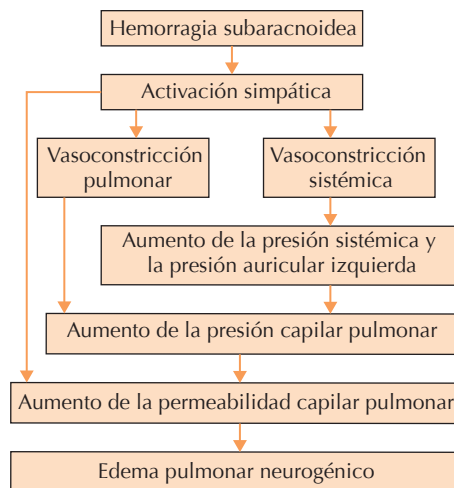 Hemorragia subaracnoidea
Activación simpática
Vasoconstricción
pulmonar
Vasoconstricción
sistémica
Aumento de la presión sistémica y
la presión auricular izquierda
Aumento de la presión capilar pulmonar
Aumento de la permeabilidad capilar pulmonar
Edema pulmonar neurogénico